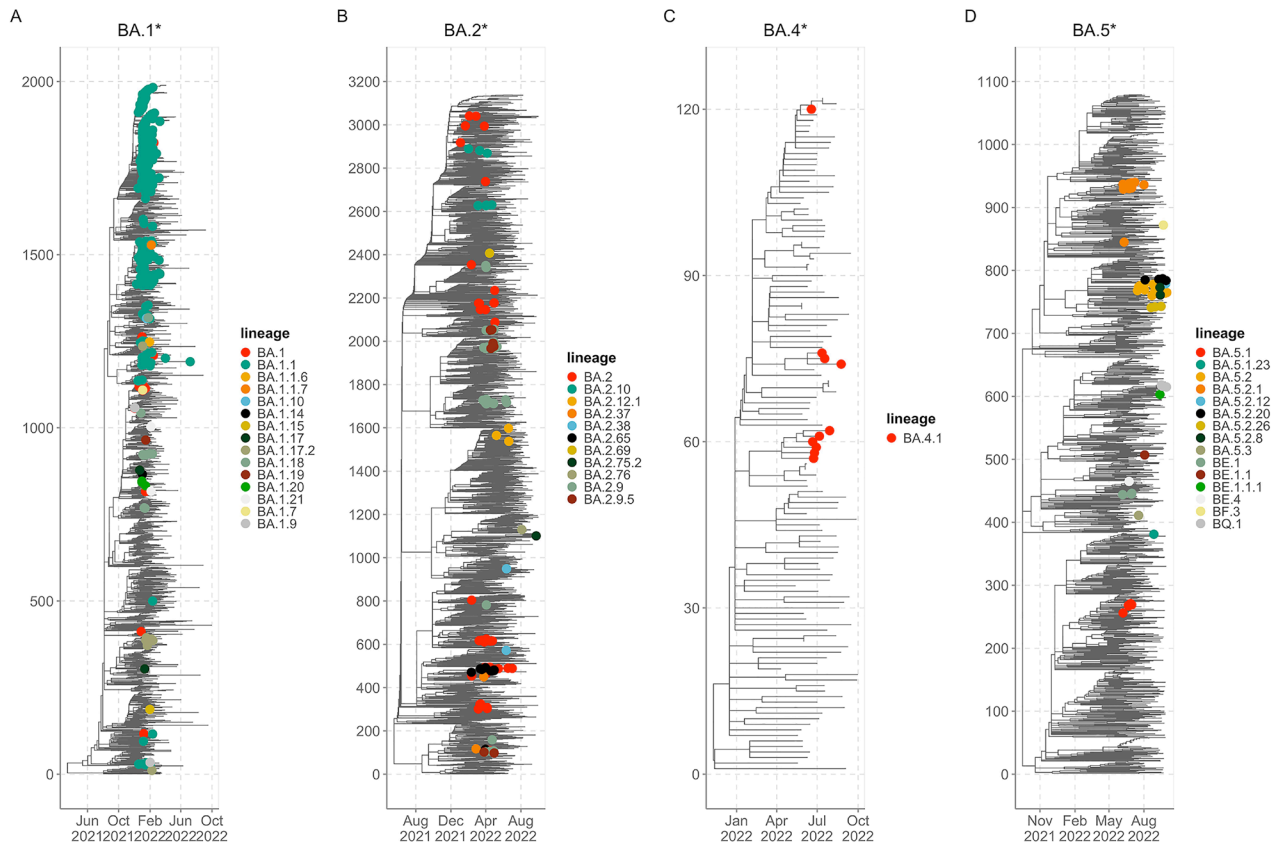 A
BA.1*
2000
1500
1000
500
0
Jun 2021
Oct 2021
Feb 2022
Jun 2022
Oct 2022
lineage
BA.1
BA.1.1
BA.1.1.6
BA.1.1.7
BA.1.10
BA.1.14
BA.1.15
BA.1.17
BA.1.17.2
BA.1.18
BA.1.19
BA.1.20
BA.1.21
BA.1.7
BA.1.9
B
BA.2*
3200
3000
2800
2600
2400
2200
2000
1800
1600
1400
1200
1000
800
600
400
200
0
Aug 2021
Dec 2021
Apr 2022
Aug 2022
lineage
BA.2
BA.2.10
BA.2.12.1
BA.2.37
BA.2.38
BA.2.65
BA.2.69
BA.2.75.2
BA.2.76
BA.2.9
BA.2.9.5
C
BA.4*
120
90
60
30
0
Jan 2022
Apr 2022
Jul 2022
Oct 2022
lineage
BA.4.1
D
BA.5*
1100
1000
900
800
700
600
500
400
300
200
100
0
Nov 2021
Feb 2022
May 2022
Aug 2022
lineage
BA.5.1
BA.5.1.23
BA.5.2
BA.5.2.1
BA.5.2.12
BA.5.2.20
BA.5.2.26
BA.5.2.8
BA.5.3
BE.1
BE.1.1
BE.1.1.1
BE.4
BF.3
BQ.1